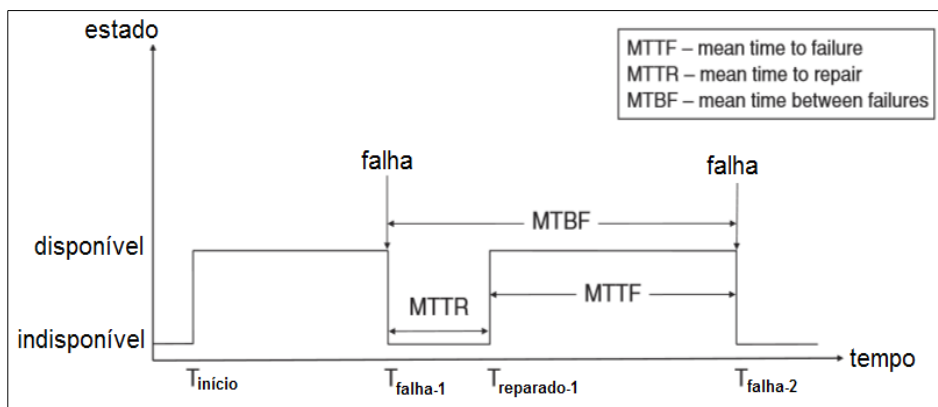 estado
MTTF – mean time to failure
MTTR – mean time to repair
MTBF – mean time between failures
falha
falha
MTBF
disponível
MTTR
MTTF
indisponível
tempo
Tinício
Tfalha-1
Treparado-1
Tfalha-2